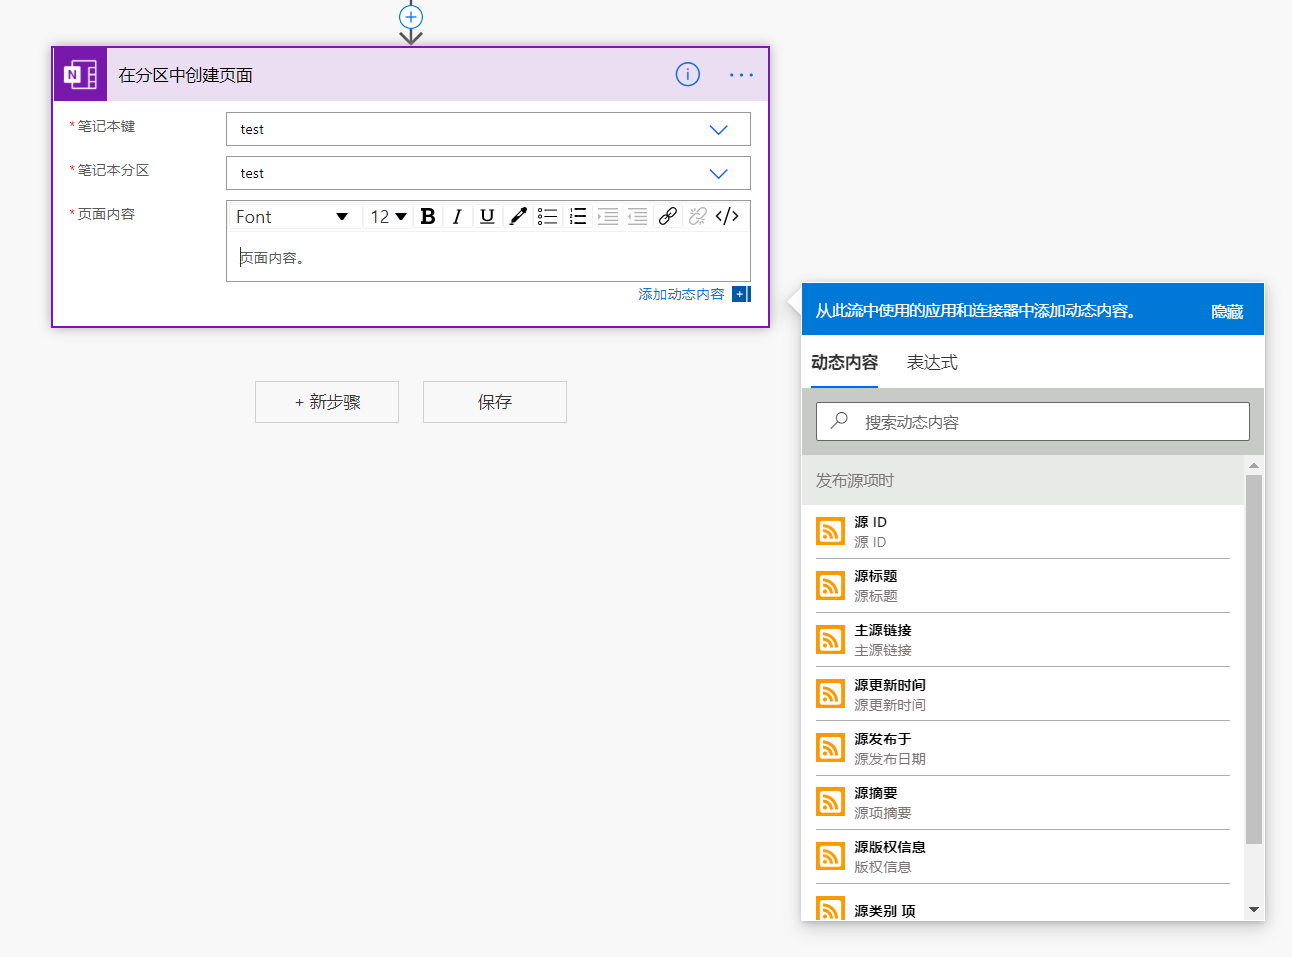 N 在分区中创建页面
* 笔记本键 test
* 笔记本分区 test
* 页面内容 Font 12 B I U </>
页面内容。
添加动态内容
+ 新步骤 保存
从此流中使用的应用和连接器中添加动态内容。 隐藏
动态内容 表达式
搜索动态内容
发布源项时
源 ID
源 ID
源标题
源标题
主源链接
主源链接
源更新时间
源更新时间
源发布于
源发布日期
源摘要
源项摘要
源版权信息
版权信息
源类别 项